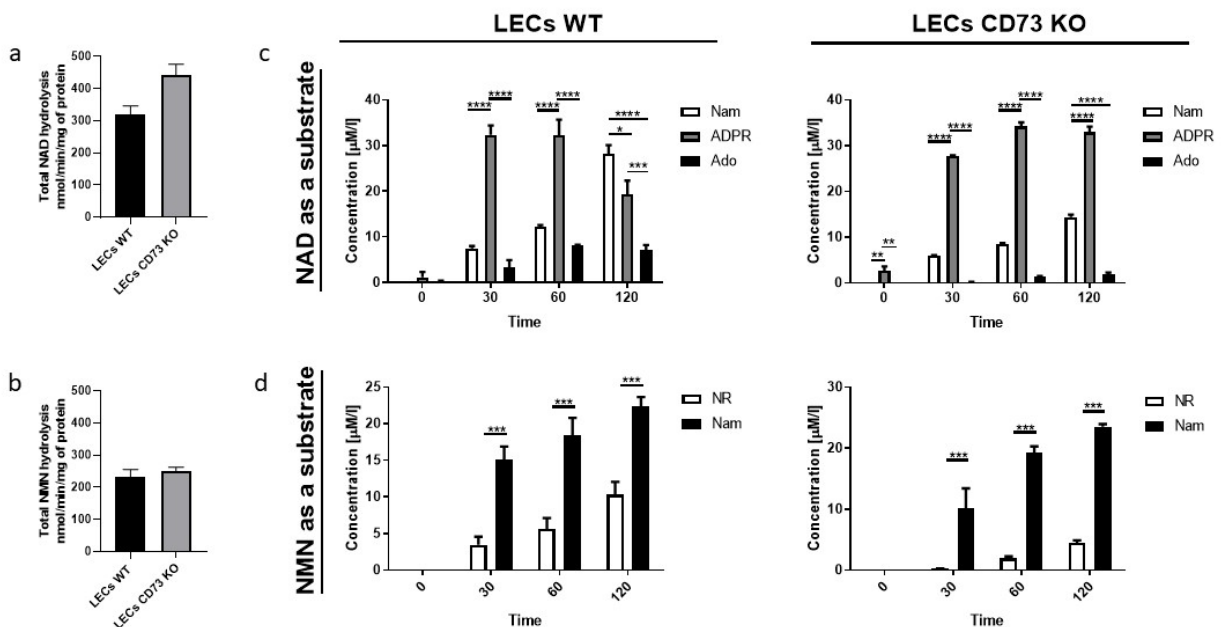 LECs WT
LECs CD73 KO
a
Total NAD hydrolysis
nmol/min/mg of protein
500
400
300
200
100
0
LECs WT
LECs CD73 KO
c
NAD as a substrate
Concentration [µM/l]
40
30
20
10
0
**** ****
**** ****
****
*
***
0 30 60 120
Time
Nam
ADPR
Ado
Concentration [µM/l]
40
30
20
10
0
**
**
**** ****
**** ****
****
****
0 30 60 120
Time
Nam
ADPR
Ado
b
Total NMN hydrolysis
nmol/min/mg of protein
500
400
300
200
100
0
LECs WT
LECs CD73 KO
d
NMN as a substrate
Concentration [µM/l]
25
20
15
10
5
0
***
***
***
0 30 60 120
Time
NR
Nam
Concentration [µM/l]
30
20
10
0
***
***
***
0 30 60 120
Time
NR
Nam